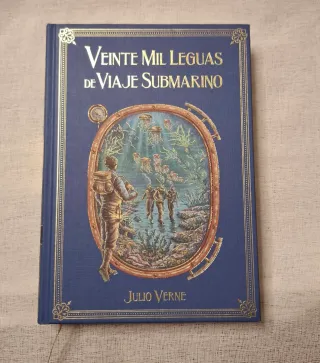 VEINTE MIL LEGUAS
DE VIAJE SUBMARINO
JULIO VERNE